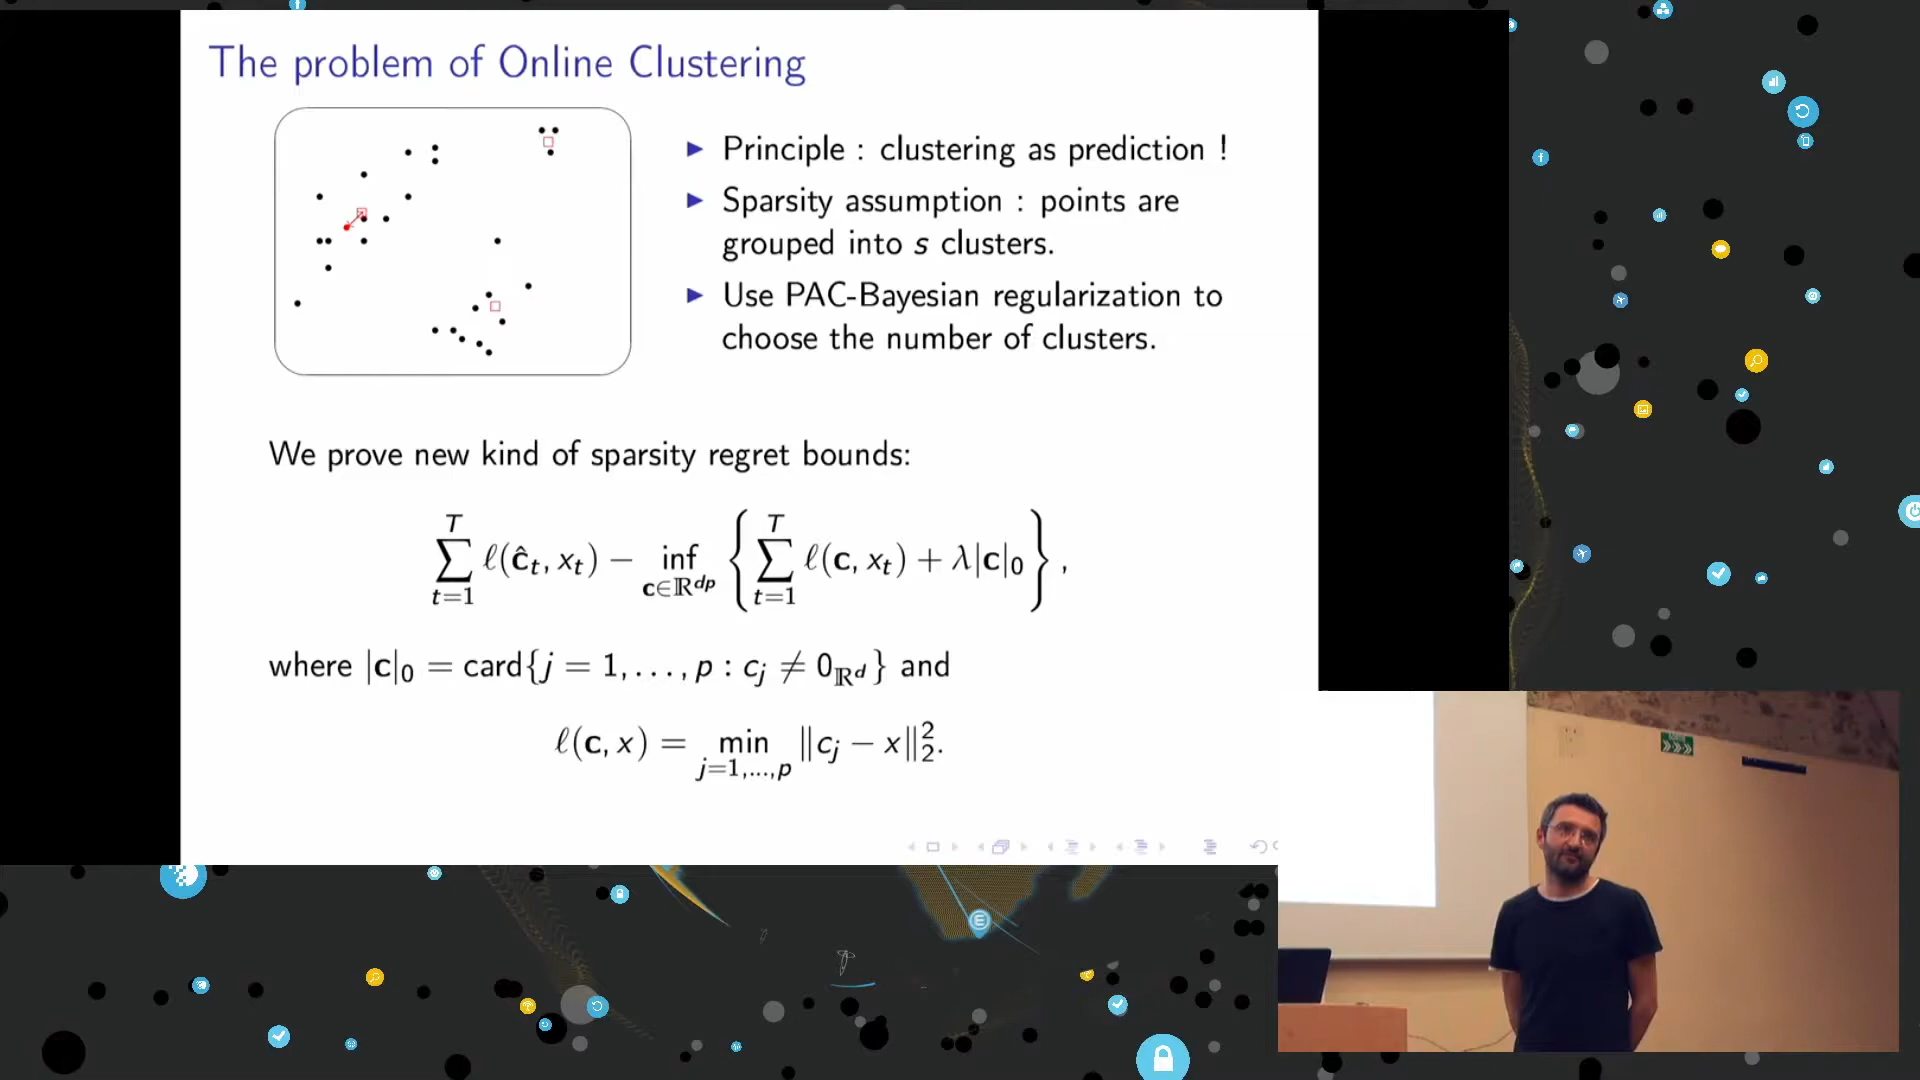 The problem of Online Clustering
▶ Principle : clustering as prediction !
▶ Sparsity assumption : points are
grouped into s clusters.
▶ Use PAC-Bayesian regularization to
choose the number of clusters.
We prove new kind of sparsity regret bounds:
∑_{t=1}^{T} ℓ(ĉ_t, x_t) − inf_{c∈ℝ^{dp}} { ∑_{t=1}^{T} ℓ(c, x_t) + λ|c|_0 } ,
where |c|_0 = card{j = 1, . . . , p : c_j ≠ 0_{ℝ^d}} and
ℓ(c, x) = min_{j=1,...,p} ‖c_j − x‖_2^2.